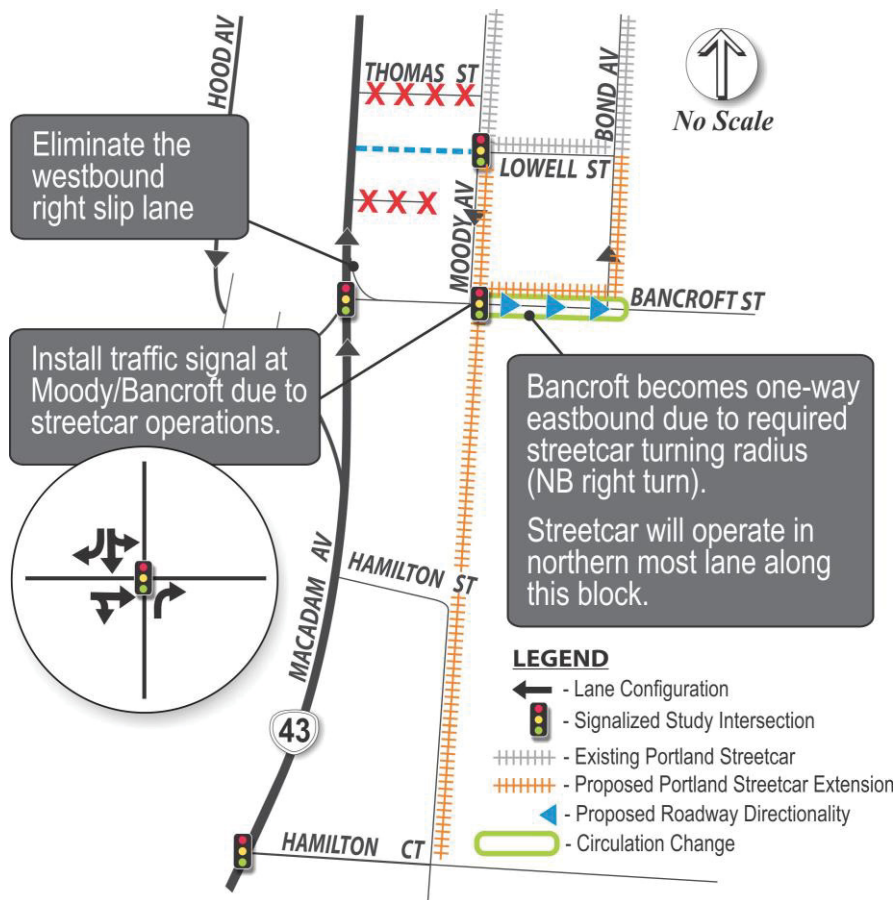 HOOD AV
THOMAS ST
BOND AV
No Scale
Eliminate the
westbound
right slip lane
LOWELL ST
MOODY AV
BANCROFT ST
Install traffic signal at
Moody/Bancroft due to
streetcar operations.
Bancroft becomes one-way
eastbound due to required
streetcar turning radius
(NB right turn).
Streetcar will operate in
northern most lane along
this block.
HAMILTON ST
MACADAM AV
43
HAMILTON CT
LEGEND
- Lane Configuration
- Signalized Study Intersection
- Existing Portland Streetcar
- Proposed Portland Streetcar Extension
- Proposed Roadway Directionality
- Circulation Change